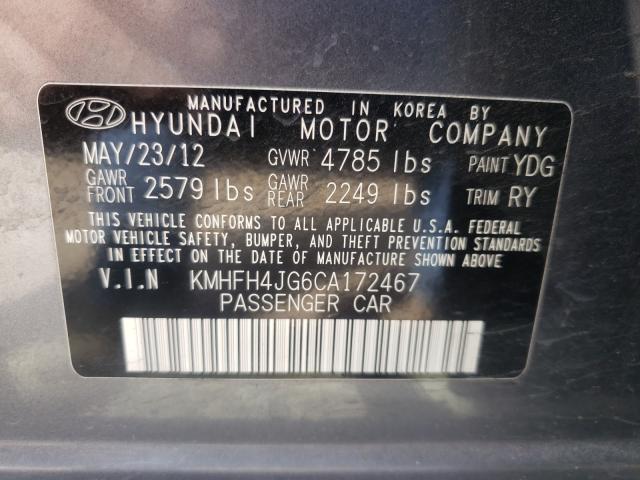 MANUFACTURED IN KOREA BY
HYUNDAI MOTOR COMPANY
MAY/23/12 GVWR 4785 lbs PAINT YDG
GAWR FRONT 2579 lbs GAWR REAR 2249 lbs TRIM RY
THIS VEHICLE CONFORMS TO ALL APPLICABLE U.S.A. FEDERAL
MOTOR VEHICLE SAFETY, BUMPER, AND THEFT PREVENTION STANDARDS
IN EFFECT ON THE DATE OF MANUFACTURE SHOWN ABOVE.
V.I.N KMHFH4JG6CA172467
PASSENGER CAR